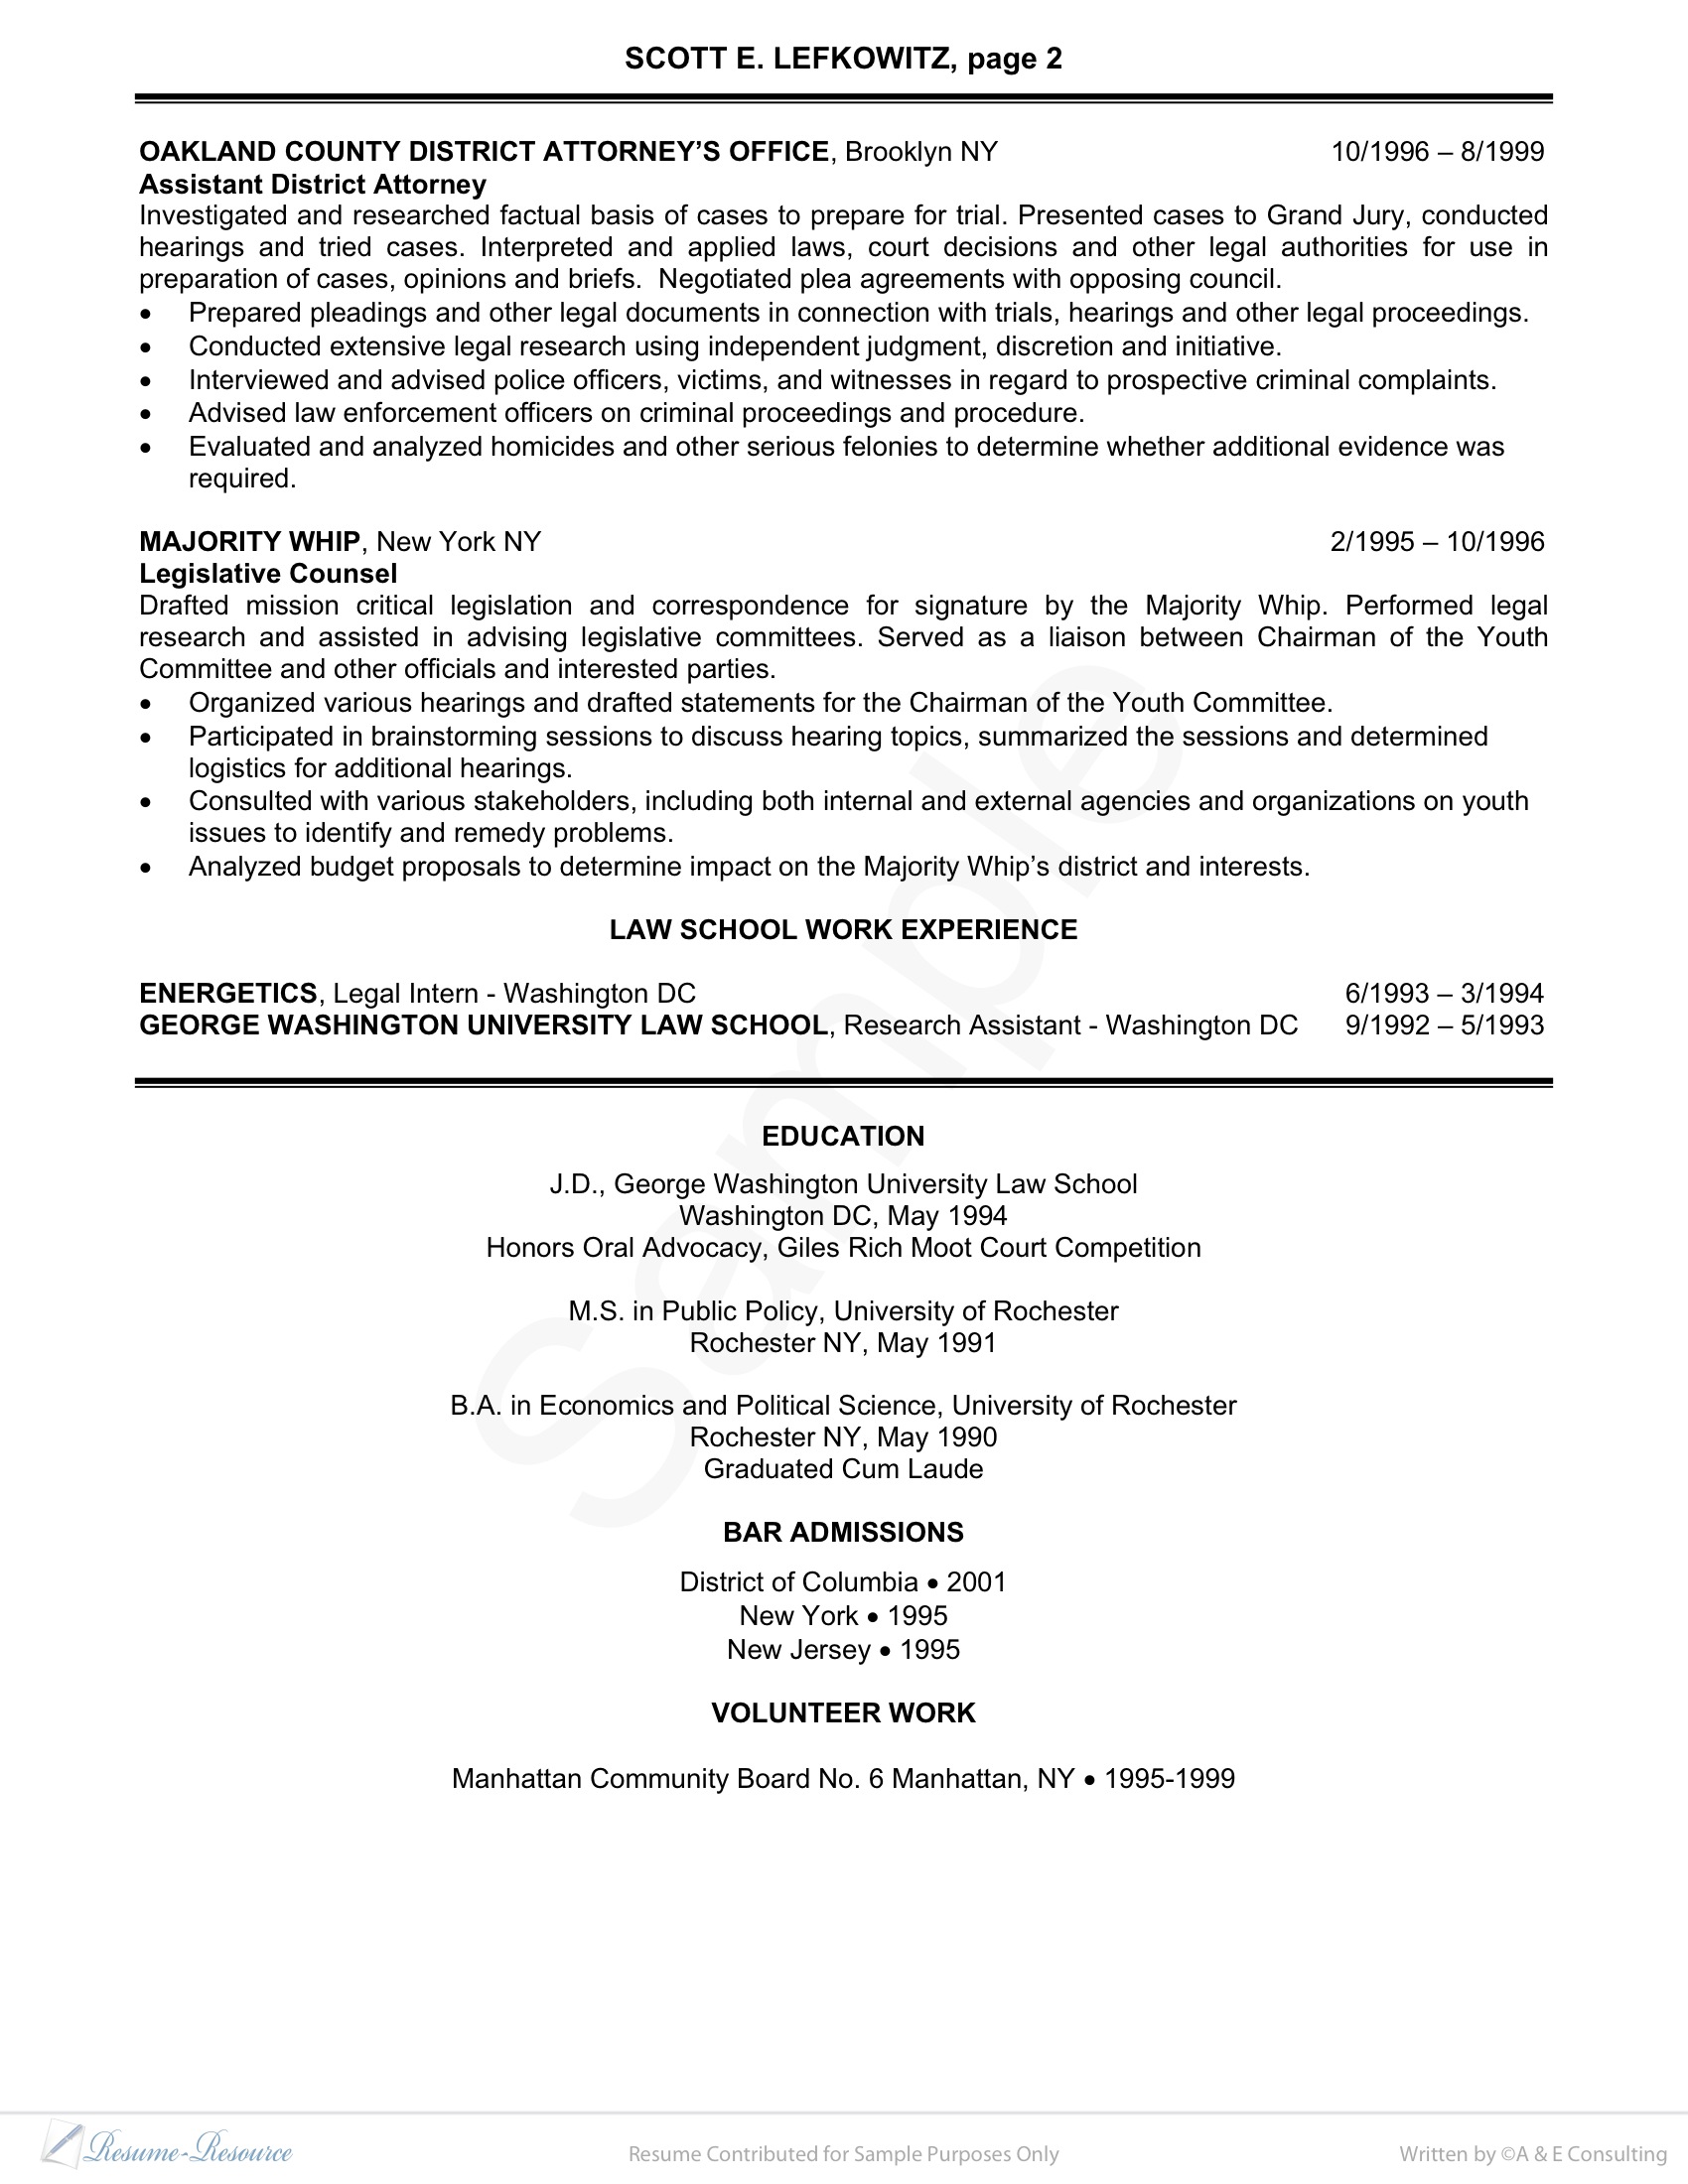 SCOTT E. LEFKOWITZ, page 2
OAKLAND COUNTY DISTRICT ATTORNEY’S OFFICE, Brooklyn NY 10/1996 – 8/1999
Assistant District Attorney
Investigated and researched factual basis of cases to prepare for trial. Presented cases to Grand Jury, conducted
hearings and tried cases. Interpreted and applied laws, court decisions and other legal authorities for use in
preparation of cases, opinions and briefs.  Negotiated plea agreements with opposing council.
• Prepared pleadings and other legal documents in connection with trials, hearings and other legal proceedings.
• Conducted extensive legal research using independent judgment, discretion and initiative.
• Interviewed and advised police officers, victims, and witnesses in regard to prospective criminal complaints.
• Advised law enforcement officers on criminal proceedings and procedure.
• Evaluated and analyzed homicides and other serious felonies to determine whether additional evidence was
required.
MAJORITY WHIP, New York NY 2/1995 – 10/1996
Legislative Counsel
Drafted mission critical legislation and correspondence for signature by the Majority Whip. Performed legal
research and assisted in advising legislative committees. Served as a liaison between Chairman of the Youth
Committee and other officials and interested parties.
• Organized various hearings and drafted statements for the Chairman of the Youth Committee.
• Participated in brainstorming sessions to discuss hearing topics, summarized the sessions and determined
logistics for additional hearings.
• Consulted with various stakeholders, including both internal and external agencies and organizations on youth
issues to identify and remedy problems.
• Analyzed budget proposals to determine impact on the Majority Whip’s district and interests.
LAW SCHOOL WORK EXPERIENCE
ENERGETICS, Legal Intern - Washington DC 6/1993 – 3/1994
GEORGE WASHINGTON UNIVERSITY LAW SCHOOL, Research Assistant - Washington DC 9/1992 – 5/1993
EDUCATION
J.D., George Washington University Law School
Washington DC, May 1994
Honors Oral Advocacy, Giles Rich Moot Court Competition
M.S. in Public Policy, University of Rochester
Rochester NY, May 1991
B.A. in Economics and Political Science, University of Rochester
Rochester NY, May 1990
Graduated Cum Laude
BAR ADMISSIONS
District of Columbia • 2001
New York • 1995
New Jersey • 1995
VOLUNTEER WORK
Manhattan Community Board No. 6 Manhattan, NY • 1995-1999
Sample
Resume-Resource Resume Contributed for Sample Purposes Only Written by ©A & E Consulting